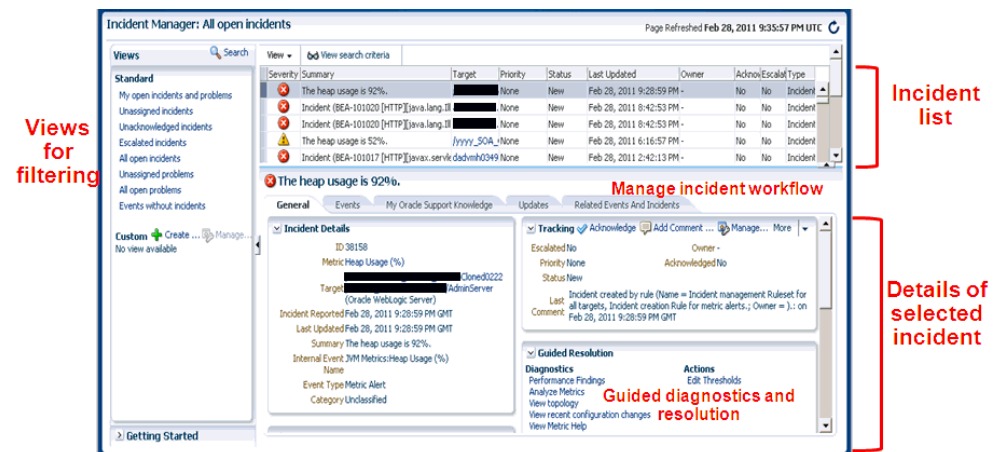 Incident Manager: All open incidents
Page Refreshed Feb 28, 2011 9:35:57 PM UTC
Views
Search
Standard
My open incidents and problems
Unassigned incidents
Unacknowledged incidents
Escalated incidents
All open incidents
Unassigned problems
All open problems
Events without incidents
Custom Create ... Manage...
No view available
Getting Started
View
View search criteria
Severity Summary Target Priority Status Last Updated Owner Acknow Escalat Type
The heap usage is 92%. None New Feb 28, 2011 9:28:59 PM - No No Incident
Incident (BEA-101020 [HTTP][java.lang.Ill None New Feb 28, 2011 8:42:53 PM - No No Incident
Incident (BEA-101020 [HTTP][java.lang.Ill None New Feb 28, 2011 8:42:53 PM - No No Incident
The heap usage is 52%. /yyyy_SOA_ None New Feb 28, 2011 6:16:57 PM - No No Incident
Incident (BEA-101017 [HTTP][javax.servle dadvmh0349 None New Feb 28, 2011 2:42:13 PM - No No Incident
The heap usage is 92%.
Manage incident workflow
General Events My Oracle Support Knowledge Updates Related Events And Incidents
Incident Details
ID 38158
Metric Heap Usage (%)
Cloned0222
Target /AdminServer
(Oracle WebLogic Server)
Incident Reported Feb 28, 2011 9:28:59 PM GMT
Last Updated Feb 28, 2011 9:28:59 PM GMT
Summary The heap usage is 92%.
Internal Event JVM Metrics:Heap Usage (%)
Name
Event Type Metric Alert
Category Unclassified
Tracking Acknowledge Add Comment ... Manage... More
Escalated No Owner -
Priority None Acknowledged No
Status New
Last Comment Incident created by rule (Name = Incident management Ruleset for
all targets, Incident creation Rule for metric alerts.; Owner = ).: on
Feb 28, 2011 9:28:59 PM GMT
Guided Resolution
Diagnostics Actions
Performance Findings Edit Thresholds
Analyze Metrics
View topology
View recent configuration changes
View Metric Help
Guided diagnostics and
resolution
Views
for
filtering
Incident
list
Details of
selected
incident